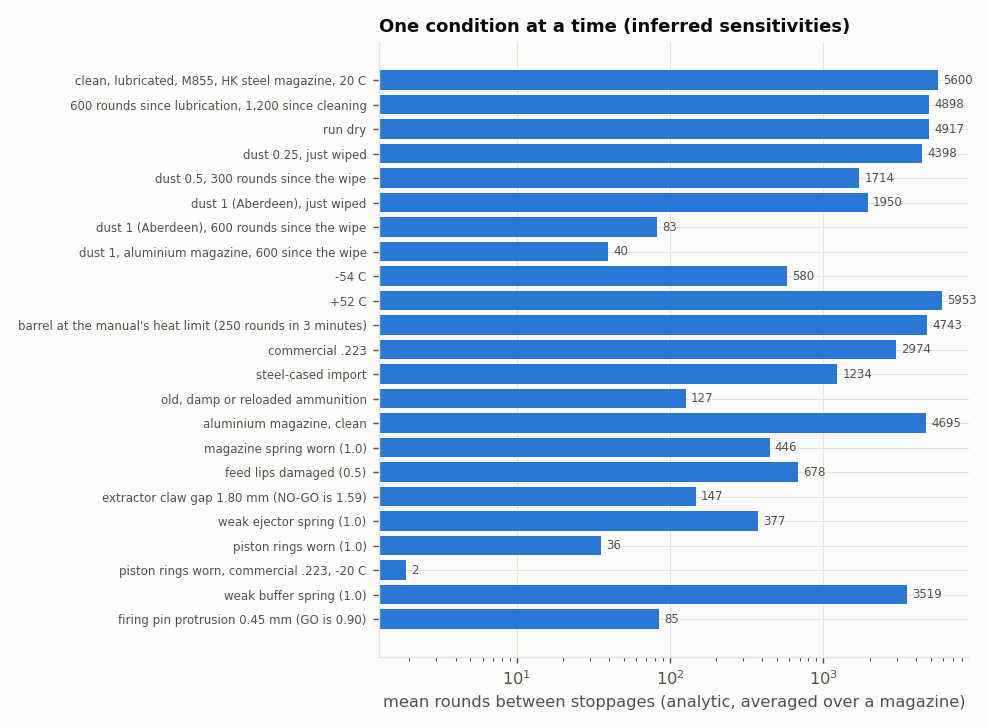 One condition at a time (inferred sensitivities)
clean, lubricated, M855, HK steel magazine, 20 C 5600
600 rounds since lubrication, 1,200 since cleaning 4898
run dry 4917
dust 0.25, just wiped 4398
dust 0.5, 300 rounds since the wipe 1714
dust 1 (Aberdeen), just wiped 1950
dust 1 (Aberdeen), 600 rounds since the wipe 83
dust 1, aluminium magazine, 600 since the wipe 40
-54 C 580
+52 C 5953
barrel at the manual's heat limit (250 rounds in 3 minutes) 4743
commercial .223 2974
steel-cased import 1234
old, damp or reloaded ammunition 127
aluminium magazine, clean 4695
magazine spring worn (1.0) 446
feed lips damaged (0.5) 678
extractor claw gap 1.80 mm (NO-GO is 1.59) 147
weak ejector spring (1.0) 377
piston rings worn (1.0) 36
piston rings worn, commercial .223, -20 C 2
weak buffer spring (1.0) 3519
firing pin protrusion 0.45 mm (GO is 0.90) 85
10¹ 10² 10³
mean rounds between stoppages (analytic, averaged over a magazine)